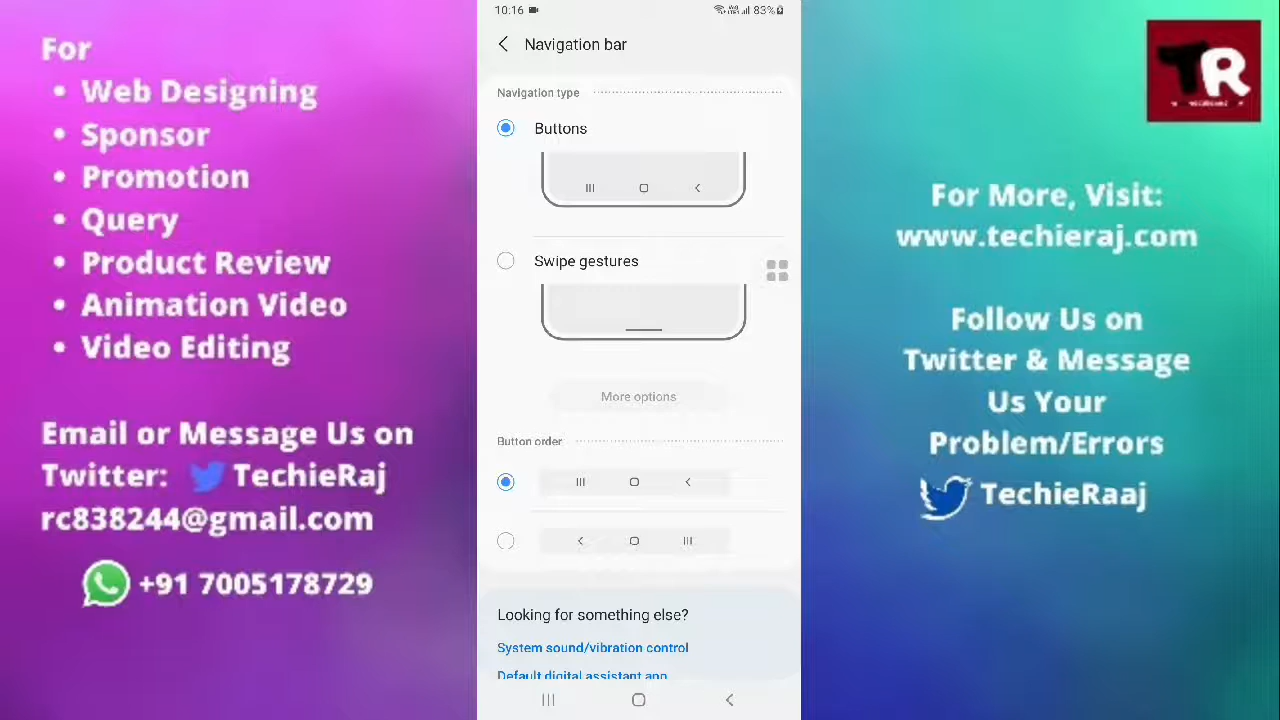 For
• Web Designing
• Sponsor
• Promotion
• Query
• Product Review
• Animation Video
• Video Editing
Email or Message Us on
Twitter: TechieRaj
rc838244@gmail.com
+91 7005178729
10:16
83%
Navigation bar
Navigation type
Buttons
Swipe gestures
More options
Button order
Looking for something else?
System sound/vibration control
Default digital assistant app
TR
For More, Visit:
www.techieraj.com
Follow Us on
Twitter & Message
Us Your
Problem/Errors
TechieRaaj